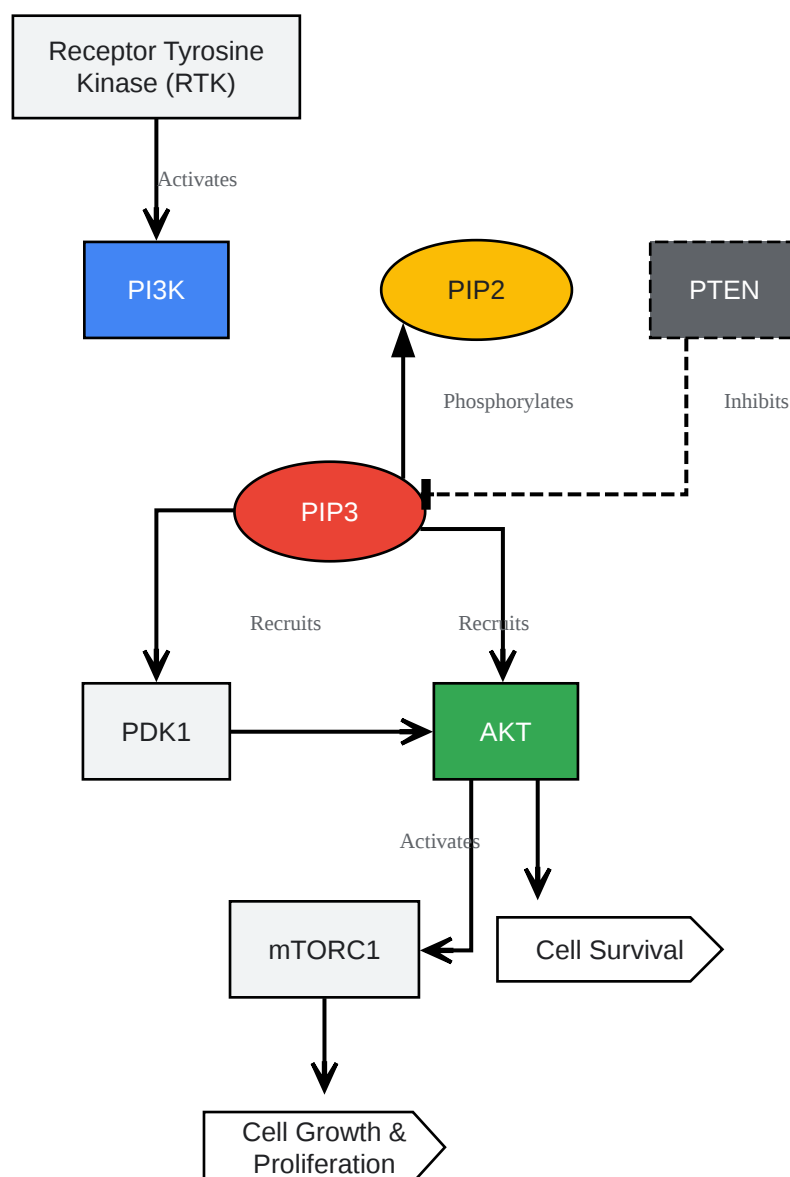 Receptor Tyrosine
Kinase (RTK)
Activates
PI3K
PIP2
PTEN
Phosphorylates
Inhibits
PIP3
Recruits
Recruits
PDK1
AKT
Activates
mTORC1
Cell Survival
Cell Growth &
Proliferation